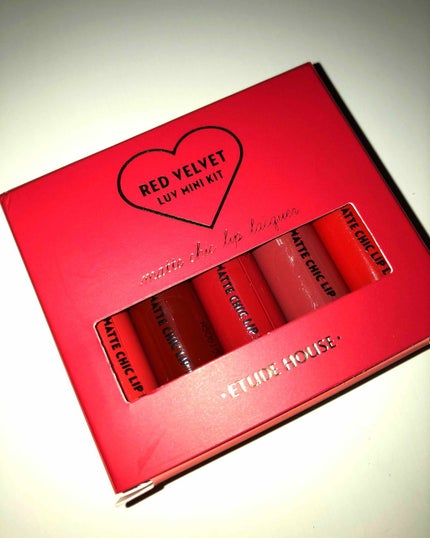 RED VELVET
LUV MINI KIT
matte chic lip lacquer
MATTE CHIC LIP
MATTE CHIC LIP
MATTE CHIC LIP
MATTE CHIC LIP
MATTE CHIC LIP
·ETUDE HOUSE·